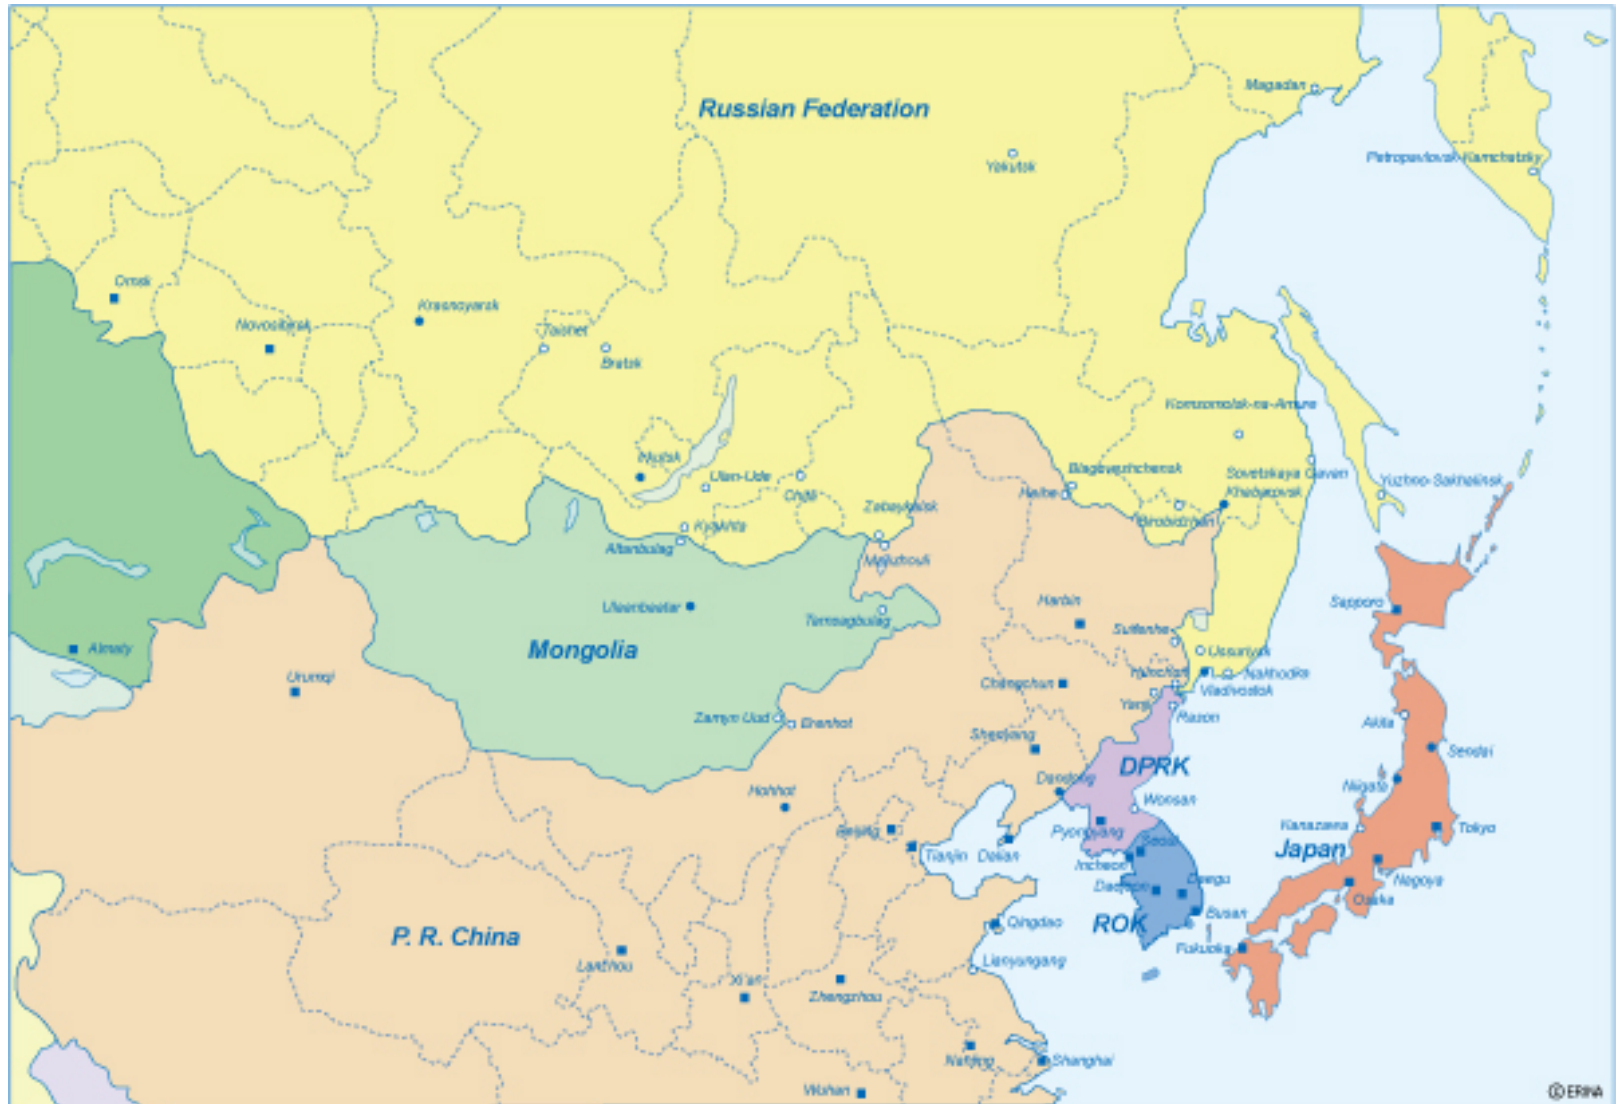 Magadan
Russian Federation
Yakutsk
Petropavlovsk-Kamchatsky
Omsk
Krasnoyarsk
Novosibirsk
Taishet
Bratsk
Komsomolsk-na-Amure
Irkutsk
Ulan-Ude
Chita
Blagoveshchensk
Sovetskaya Gavan
Heihe
Khabarovsk
Yuzhno-Sakhalinsk
Zabaykalsk
Birobidzhan
Kyakhta
Altanbulag
Manzhouli
Ulaanbaatar
Tamsagbulag
Harbin
Sapporo
Suifenhe
Mongolia
Almaty
Ussuriysk
Urumqi
Changchun
Hunchun
Nakhodka
Vladivostok
Yanji
Zamyn Uud
Erenhot
Rason
Akita
Shenyang
Sendai
DPRK
Dandong
Hohhot
Niigata
Wonsan
Beijing
Pyongyang
Kanazawa
Tokyo
Seoul
Tianjin
Dalian
Japan
Incheon
Daejeon
Daegu
Nagoya
Osaka
Busan
Qingdao
ROK
P. R. China
Fukuoka
Lanzhou
Lianyungang
Xi'an
Zhengzhou
Nanjing
Shanghai
Wuhan
© ERINA